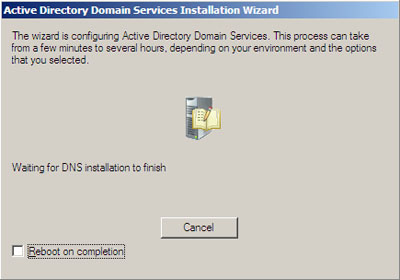 Active Directory Domain Services Installation Wizard
The wizard is configuring Active Directory Domain Services. This process can take
from a few minutes to several hours, depending on your environment and the options
that you selected.
Waiting for DNS installation to finish
Cancel
Reboot on completion